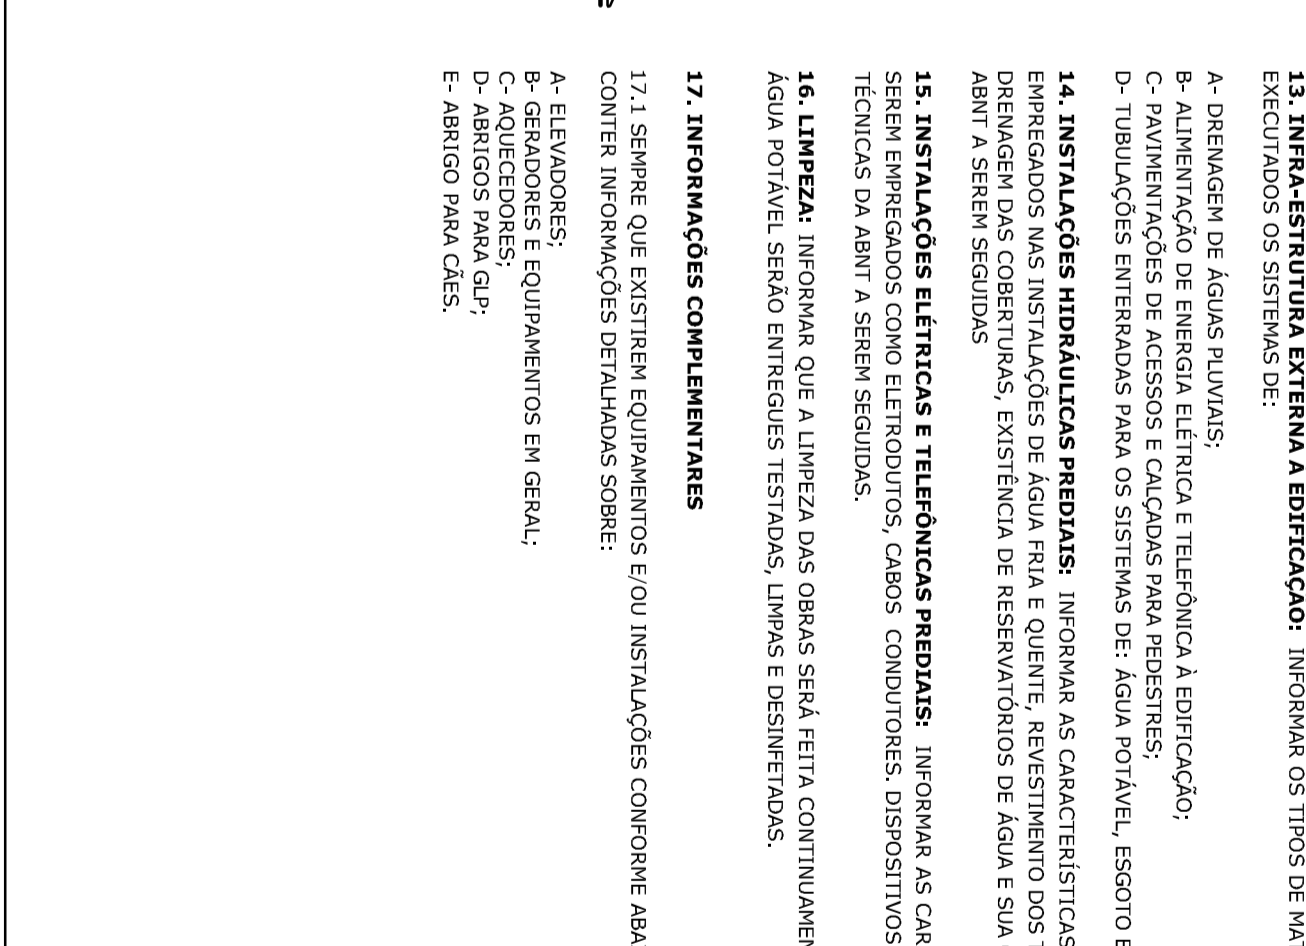 13. INFRA-ESTRUTURA EXTERNA A EDIFICAÇÃO: INFORMAR OS TIPOS DE
EXECUTADOS OS SISTEMAS DE:
A- DRENAGEM DE ÁGUAS PLUVIAIS;
B- ALIMENTAÇÃO DE ENERGIA ELÉTRICA E TELEFÔNICA À EDIFICAÇÃO;
C- PAVIMENTAÇÕES DE ACESSOS E CALÇADAS PARA PEDESTRES;
D- TUBULAÇÕES ENTERRADAS PARA OS SISTEMAS DE: ÁGUA POTÁVEL, ESGOTO E
14. INSTALAÇÕES HIDRÁULICAS PREDIAIS: INFORMAR AS CARACTERÍSTICAS
EMPREGADOS NAS INSTALAÇÕES DE ÁGUA FRIA E QUENTE, REVESTIMENTO DOS
DRENAGEM DAS COBERTURAS, EXISTÊNCIA DE RESERVATÓRIOS DE ÁGUA E SUA
ABNT A SEREM SEGUIDAS
15. INSTALAÇÕES ELÉTRICAS E TELEFÔNICAS PREDIAIS: INFORMAR AS CAR
SEREM EMPREGADOS COMO ELETRODUTOS, CABOS CONDUTORES. DISPOSITIVOS
TÉCNICAS DA ABNT A SEREM SEGUIDAS.
16. LIMPEZA: INFORMAR QUE A LIMPEZA DAS OBRAS SERÁ FEITA CONTINUAMEN
ÁGUA POTÁVEL SERÃO ENTREGUES TESTADAS, LIMPAS E DESINFETADAS.
17. INFORMAÇÕES COMPLEMENTARES
17.1 SEMPRE QUE EXISTIREM EQUIPAMENTOS E/OU INSTALAÇÕES CONFORME ABA
CONTER INFORMAÇÕES DETALHADAS SOBRE:
A- ELEVADORES;
B- GERADORES E EQUIPAMENTOS EM GERAL;
C- AQUECEDORES;
D- ABRIGOS PARA GLP;
E- ABRIGO PARA CÃES.